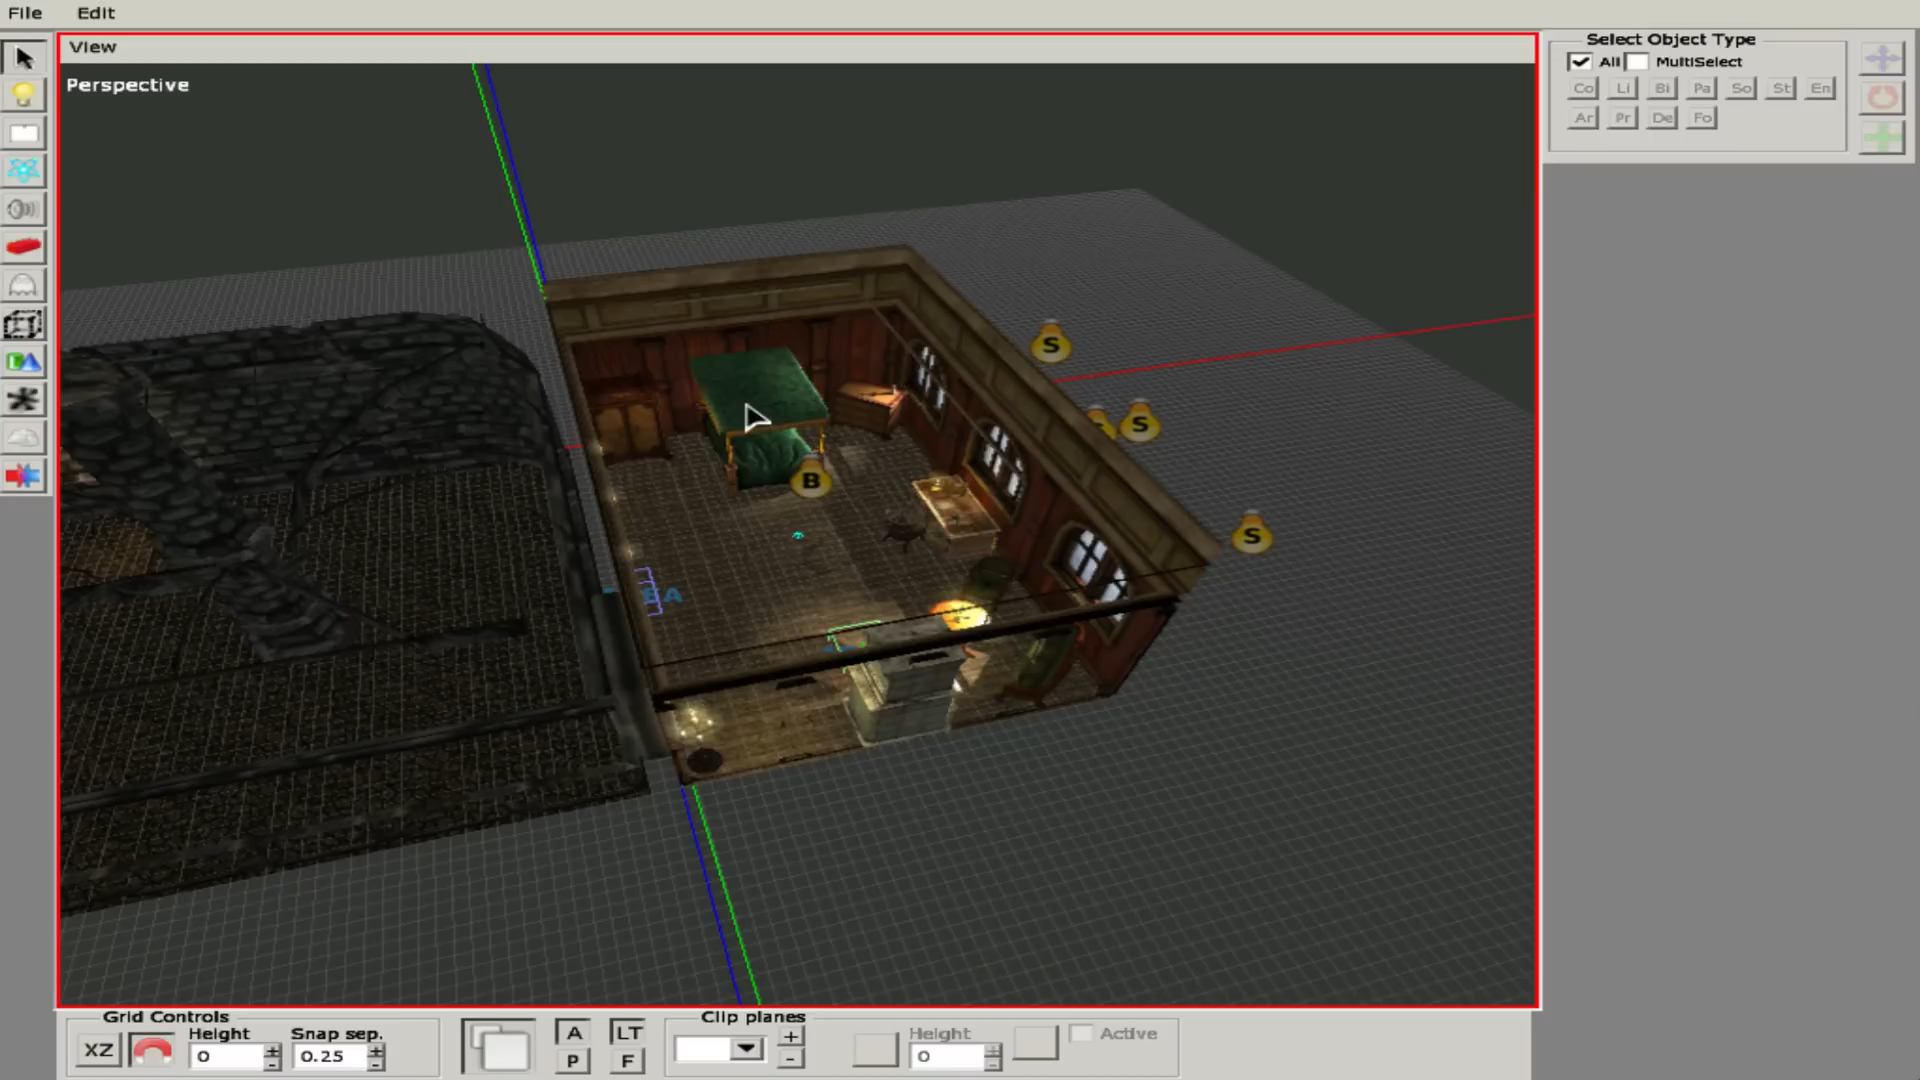 File Edit
View
Perspective
Select Object Type
All MultiSelect
Co Li Bi Pa So St En
Ar Pr De Fo
S
S
B
S
EA
Grid Controls
Height Snap sep.
XZ 0 0.25
A LT
P F
Clip planes
+
-
Height
0
Active